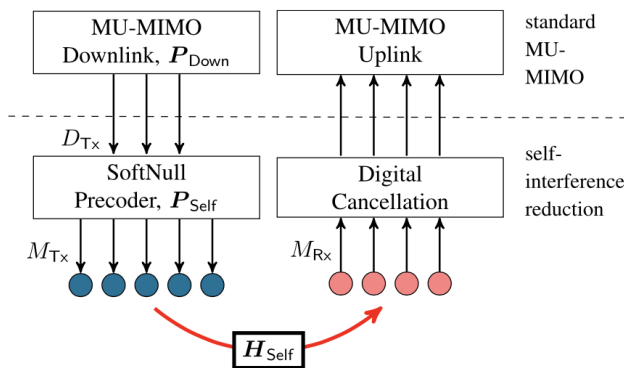 MU-MIMO
Downlink, P_Down
MU-MIMO
Uplink
standard
MU-
MIMO
D_Tx
SoftNull
Precoder, P_Self
Digital
Cancellation
self-
interference
reduction
M_Tx
M_Rx
H_Self